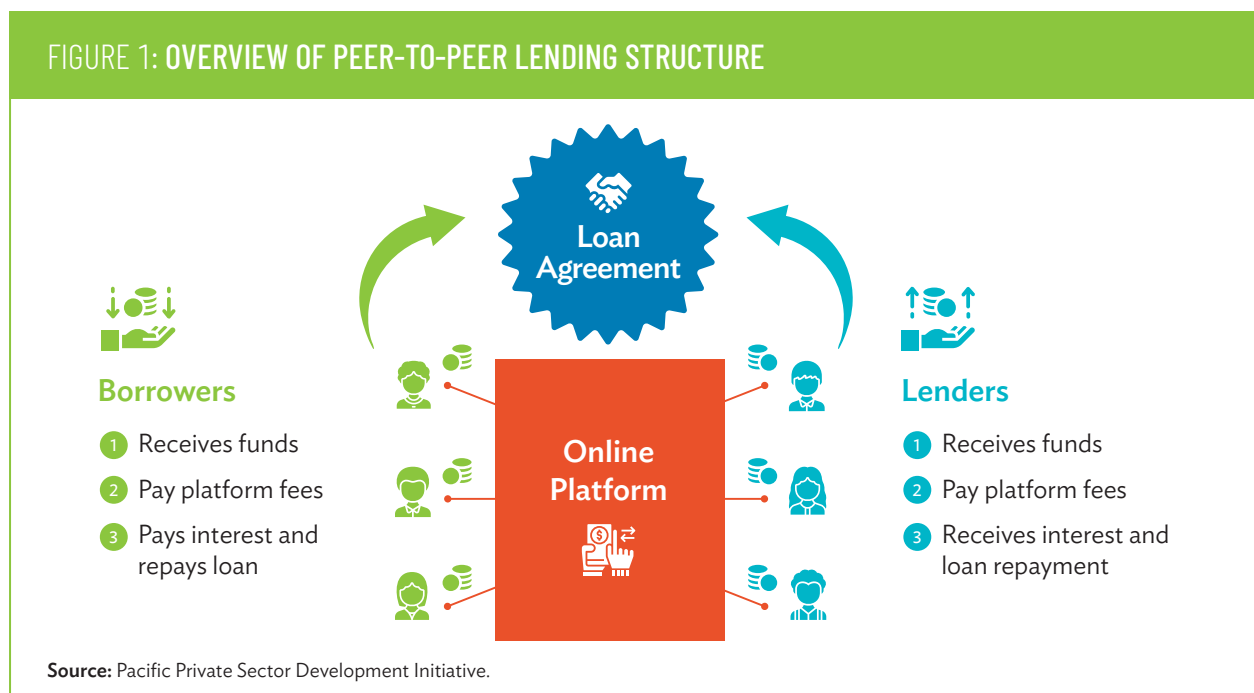 FIGURE 1: OVERVIEW OF PEER-TO-PEER LENDING STRUCTURE
Loan
Agreement
Borrowers
1 Receives funds
2 Pay platform fees
3 Pays interest and
repays loan
Online
Platform
$
Lenders
1 Receives funds
2 Pay platform fees
3 Receives interest and
loan repayment
Source: Pacific Private Sector Development Initiative.